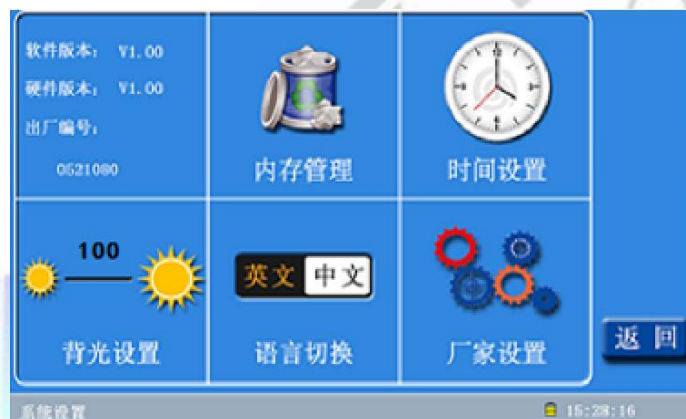 软件版本： V1.00
硬件版本： V1.00
出厂编号：
0521080
内存管理
时间设置
100
背光设置
英文 中文
语言切换
厂家设置
返 回
系统设置
15:28:16